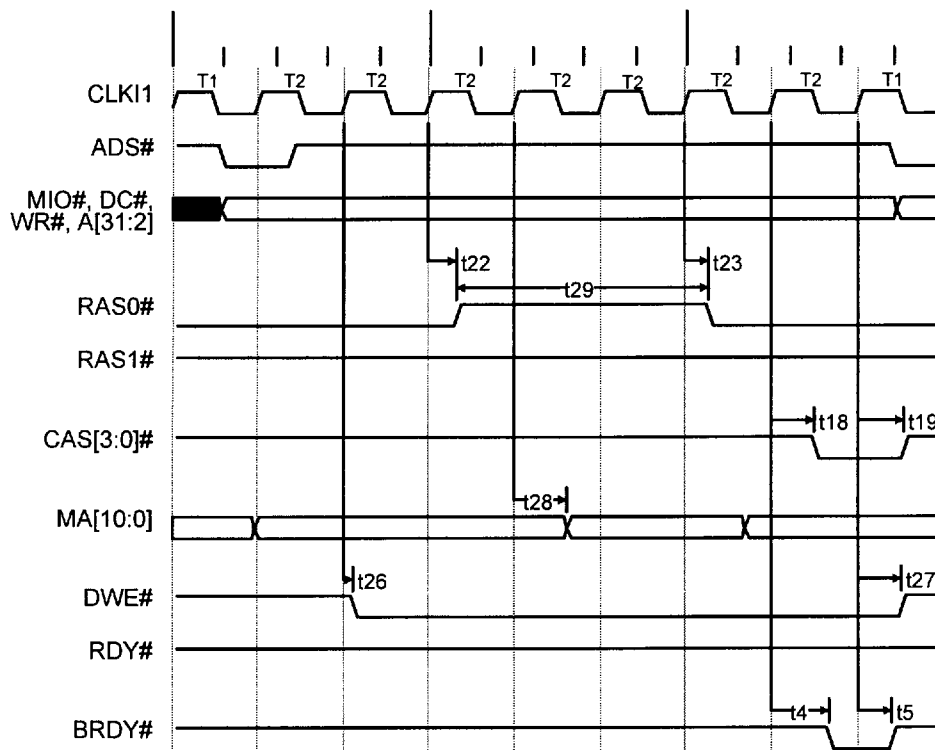 T1 T2 T2 T2 T2 T2 T2 T2 T1
CLKI1
ADS#
MIO#, DC#,
WR#, A[31:2]
t22 t23
t29
RAS0#
RAS1#
t18 t19
CAS[3:0]#
t28
MA[10:0]
t26 t27
DWE#
RDY#
t4 t5
BRDY#